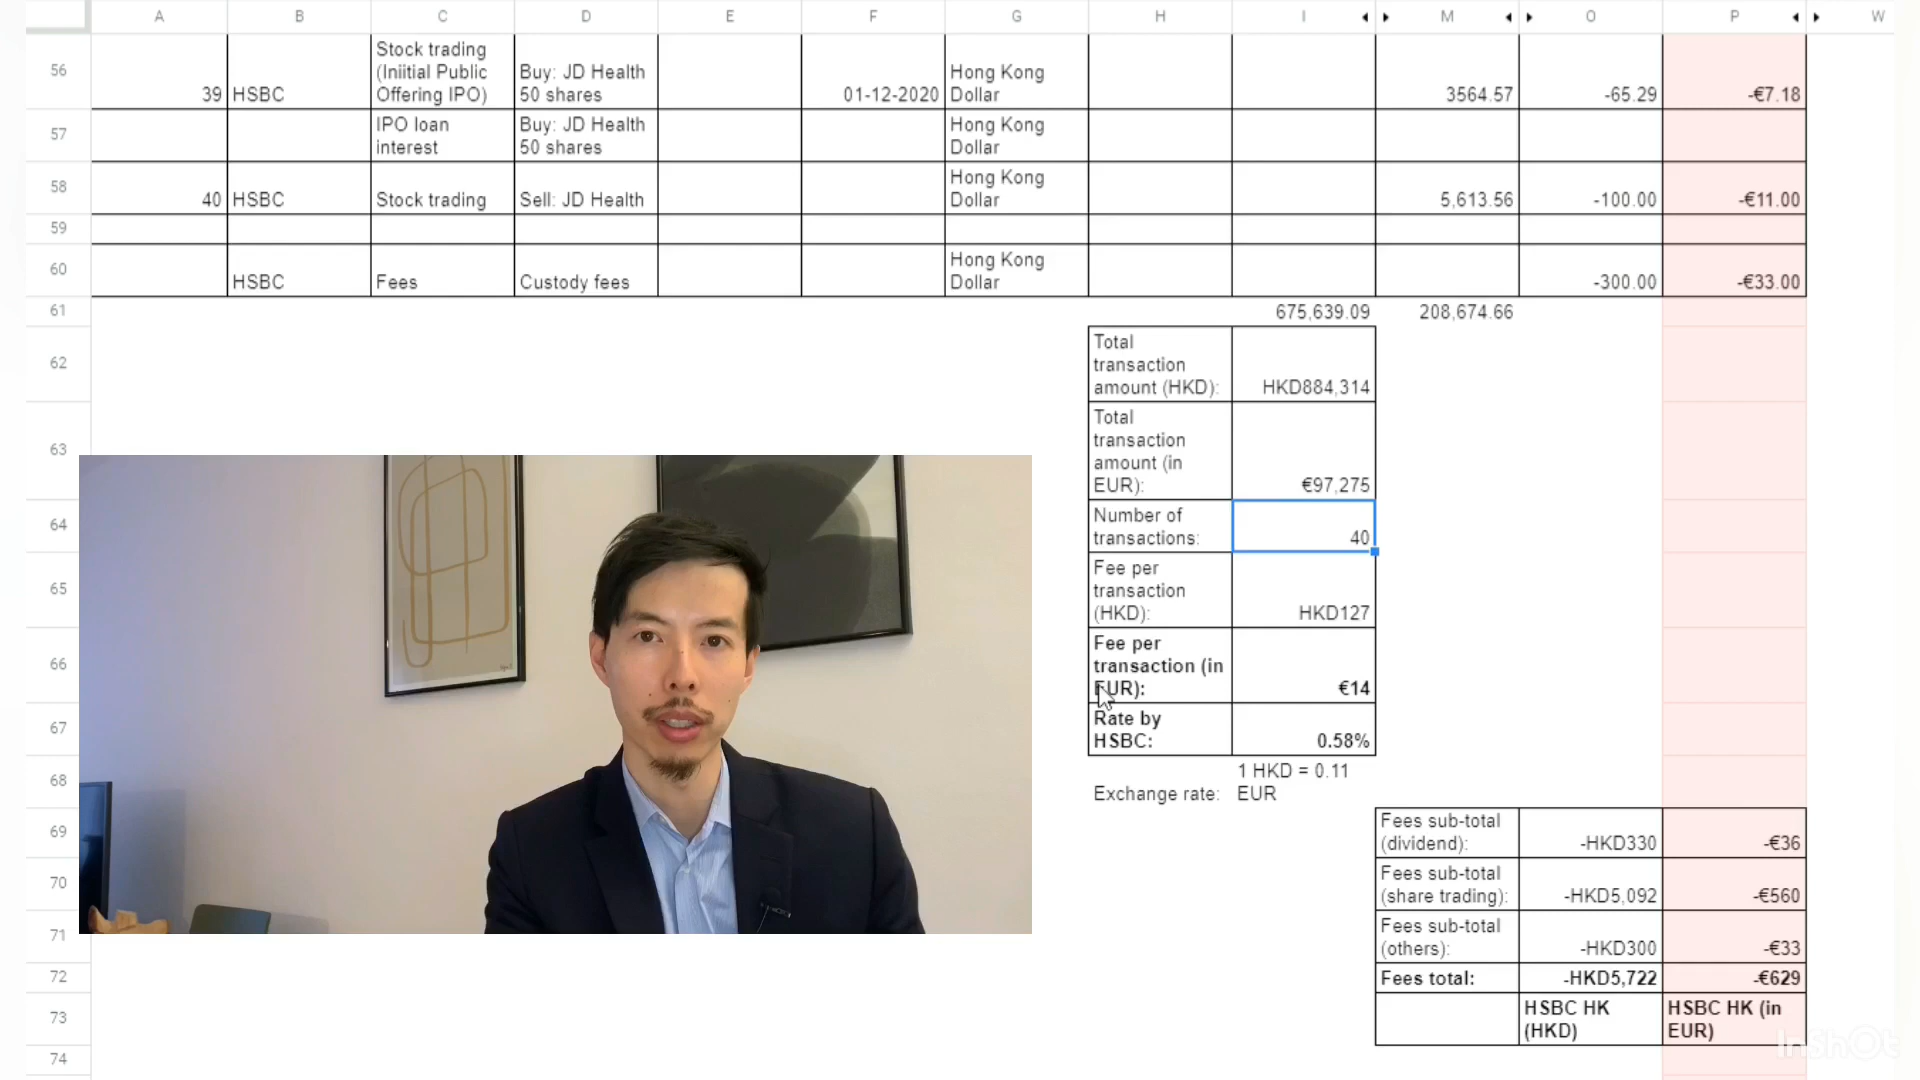 A B C D E F G H I M O P W
56
39 HSBC
Stock trading
(Iniitial Public
Offering IPO)
Buy: JD Health
50 shares
01-12-2020
Hong Kong
Dollar
3564.57 -65.29 -€7.18
57
IPO loan
interest
Buy: JD Health
50 shares
Hong Kong
Dollar
58
40 HSBC Stock trading Sell: JD Health
Hong Kong
Dollar
5,613.56 -100.00 -€11.00
59
60
HSBC Fees Custody fees
Hong Kong
Dollar
-300.00 -€33.00
61
675,639.09 208,674.66
62
Total
transaction
amount (HKD):
HKD884,314
63
Total
transaction
amount (in
EUR):
€97,275
64
Number of
transactions:
40
65
Fee per
transaction
(HKD):
HKD127
66
Fee per
transaction (in
EUR):
€14
67
Rate by
HSBC:
0.58%
68
Exchange rate:
1 HKD = 0.11
EUR
69
Fees sub-total
(dividend):
-HKD330 -€36
70
Fees sub-total
(share trading):
-HKD5,092 -€560
71
Fees sub-total
(others):
-HKD300 -€33
72
Fees total: -HKD5,722 -€629
73
HSBC HK
(HKD)
HSBC HK (in
EUR)
74
InShOt